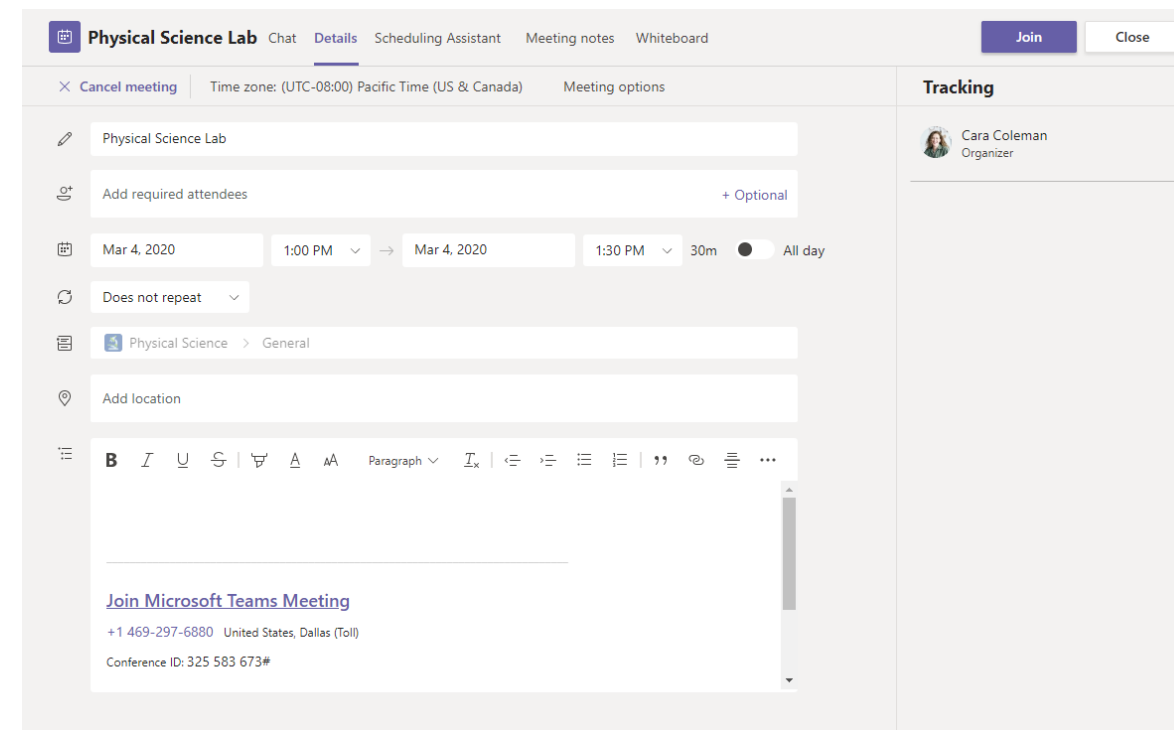 Physical Science Lab Chat Details Scheduling Assistant Meeting notes Whiteboard Join Close
Cancel meeting Time zone: (UTC-08:00) Pacific Time (US & Canada) Meeting options
Tracking
Physical Science Lab
Cara Coleman
Organizer
Add required attendees + Optional
Mar 4, 2020 1:00 PM → Mar 4, 2020 1:30 PM 30m All day
Does not repeat
Physical Science > General
Add location
B I U S A AA Paragraph Tx
Join Microsoft Teams Meeting
+1 469-297-6880 United States, Dallas (Toll)
Conference ID: 325 583 673#